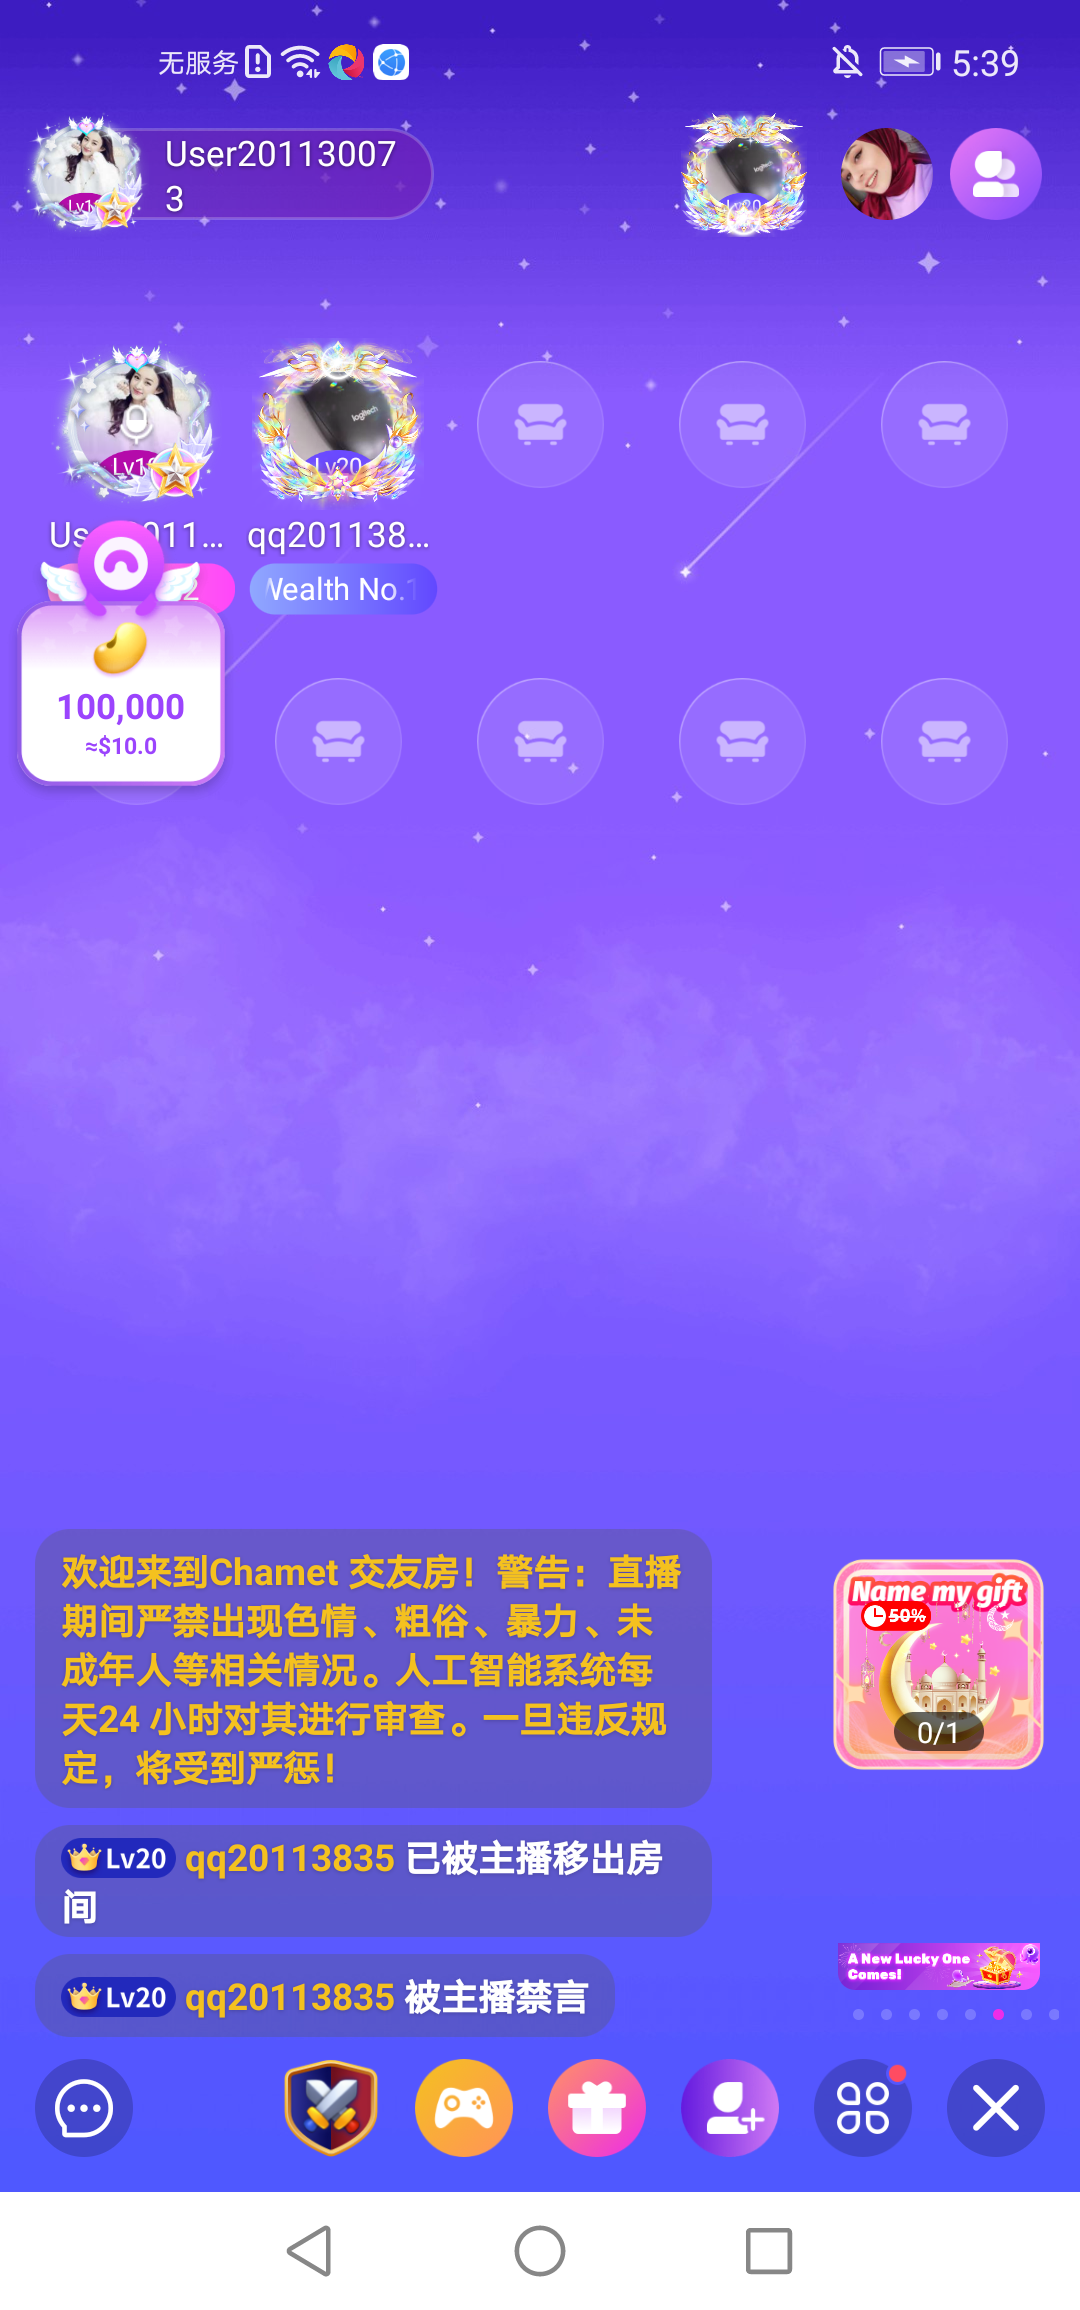 无服务
5:39
User20113007
3
Lv20
logitech
Lv20
qq201138...
Wealth No.1
2
100,000
≈$10.0
欢迎来到Chamet 交友房！警告：直播
期间严禁出现色情、粗俗、暴力、未
成年人等相关情况。人工智能系统每
天24 小时对其进行审查。一旦违反规
定，将受到严惩！
Name my gift
50%
0/1
Lv20 qq20113835 已被主播移出房
间
A New Lucky One
Comes!
Lv20 qq20113835 被主播禁言